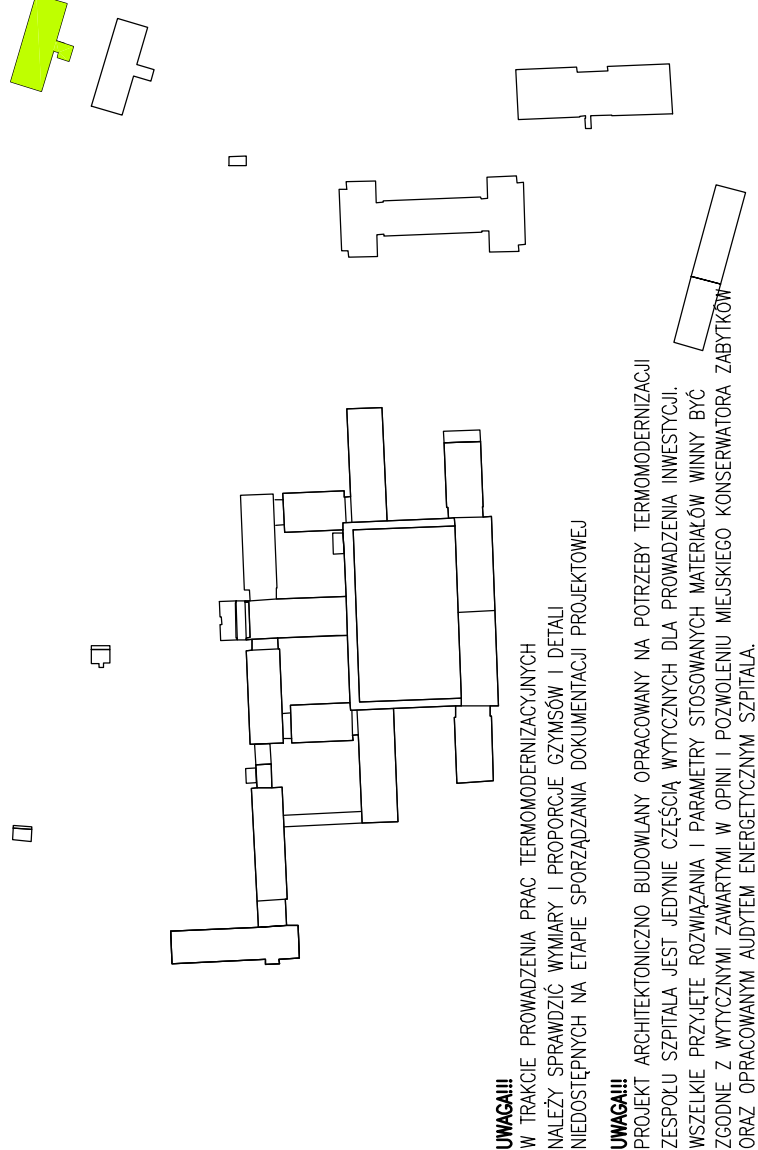 UWAGA!!!
W TRAKCIE PROWADZENIA PRAC TERMOMODERNIZACYJNYCH
NALEŻY SPRAWDZIĆ WYMIARY I PROPORCJE GZYMSÓW I DETALI
NIEDOSTĘPNYCH NA ETAPIE SPORZĄDZANIA DOKUMENTACJI PROJEKTOWEJ
UWAGA!!!
PROJEKT ARCHITEKTONICZNO BUDOWLANY OPRACOWANY NA POTRZEBY TERMOMODERNIZACJI
ZESPOŁU SZPITALA JEST JEDYNIE CZĘŚCIĄ WYTYCZNYCH DLA PROWADZENIA INWESTYCJI.
WSZELKIE PRZYJĘTE ROZWIĄZANIA I PARAMETRY STOSOWANYCH MATERIAŁÓW WINNY BYĆ
ZGODNE Z WYTYCZNYMI ZAWARTYMI W OPINI I POZWOLENIU MIEJSKIEGO KONSERWATORA ZABYTKÓW
ORAZ OPRACOWANYM AUDYTEM ENERGETYCZNYM SZPITALA.